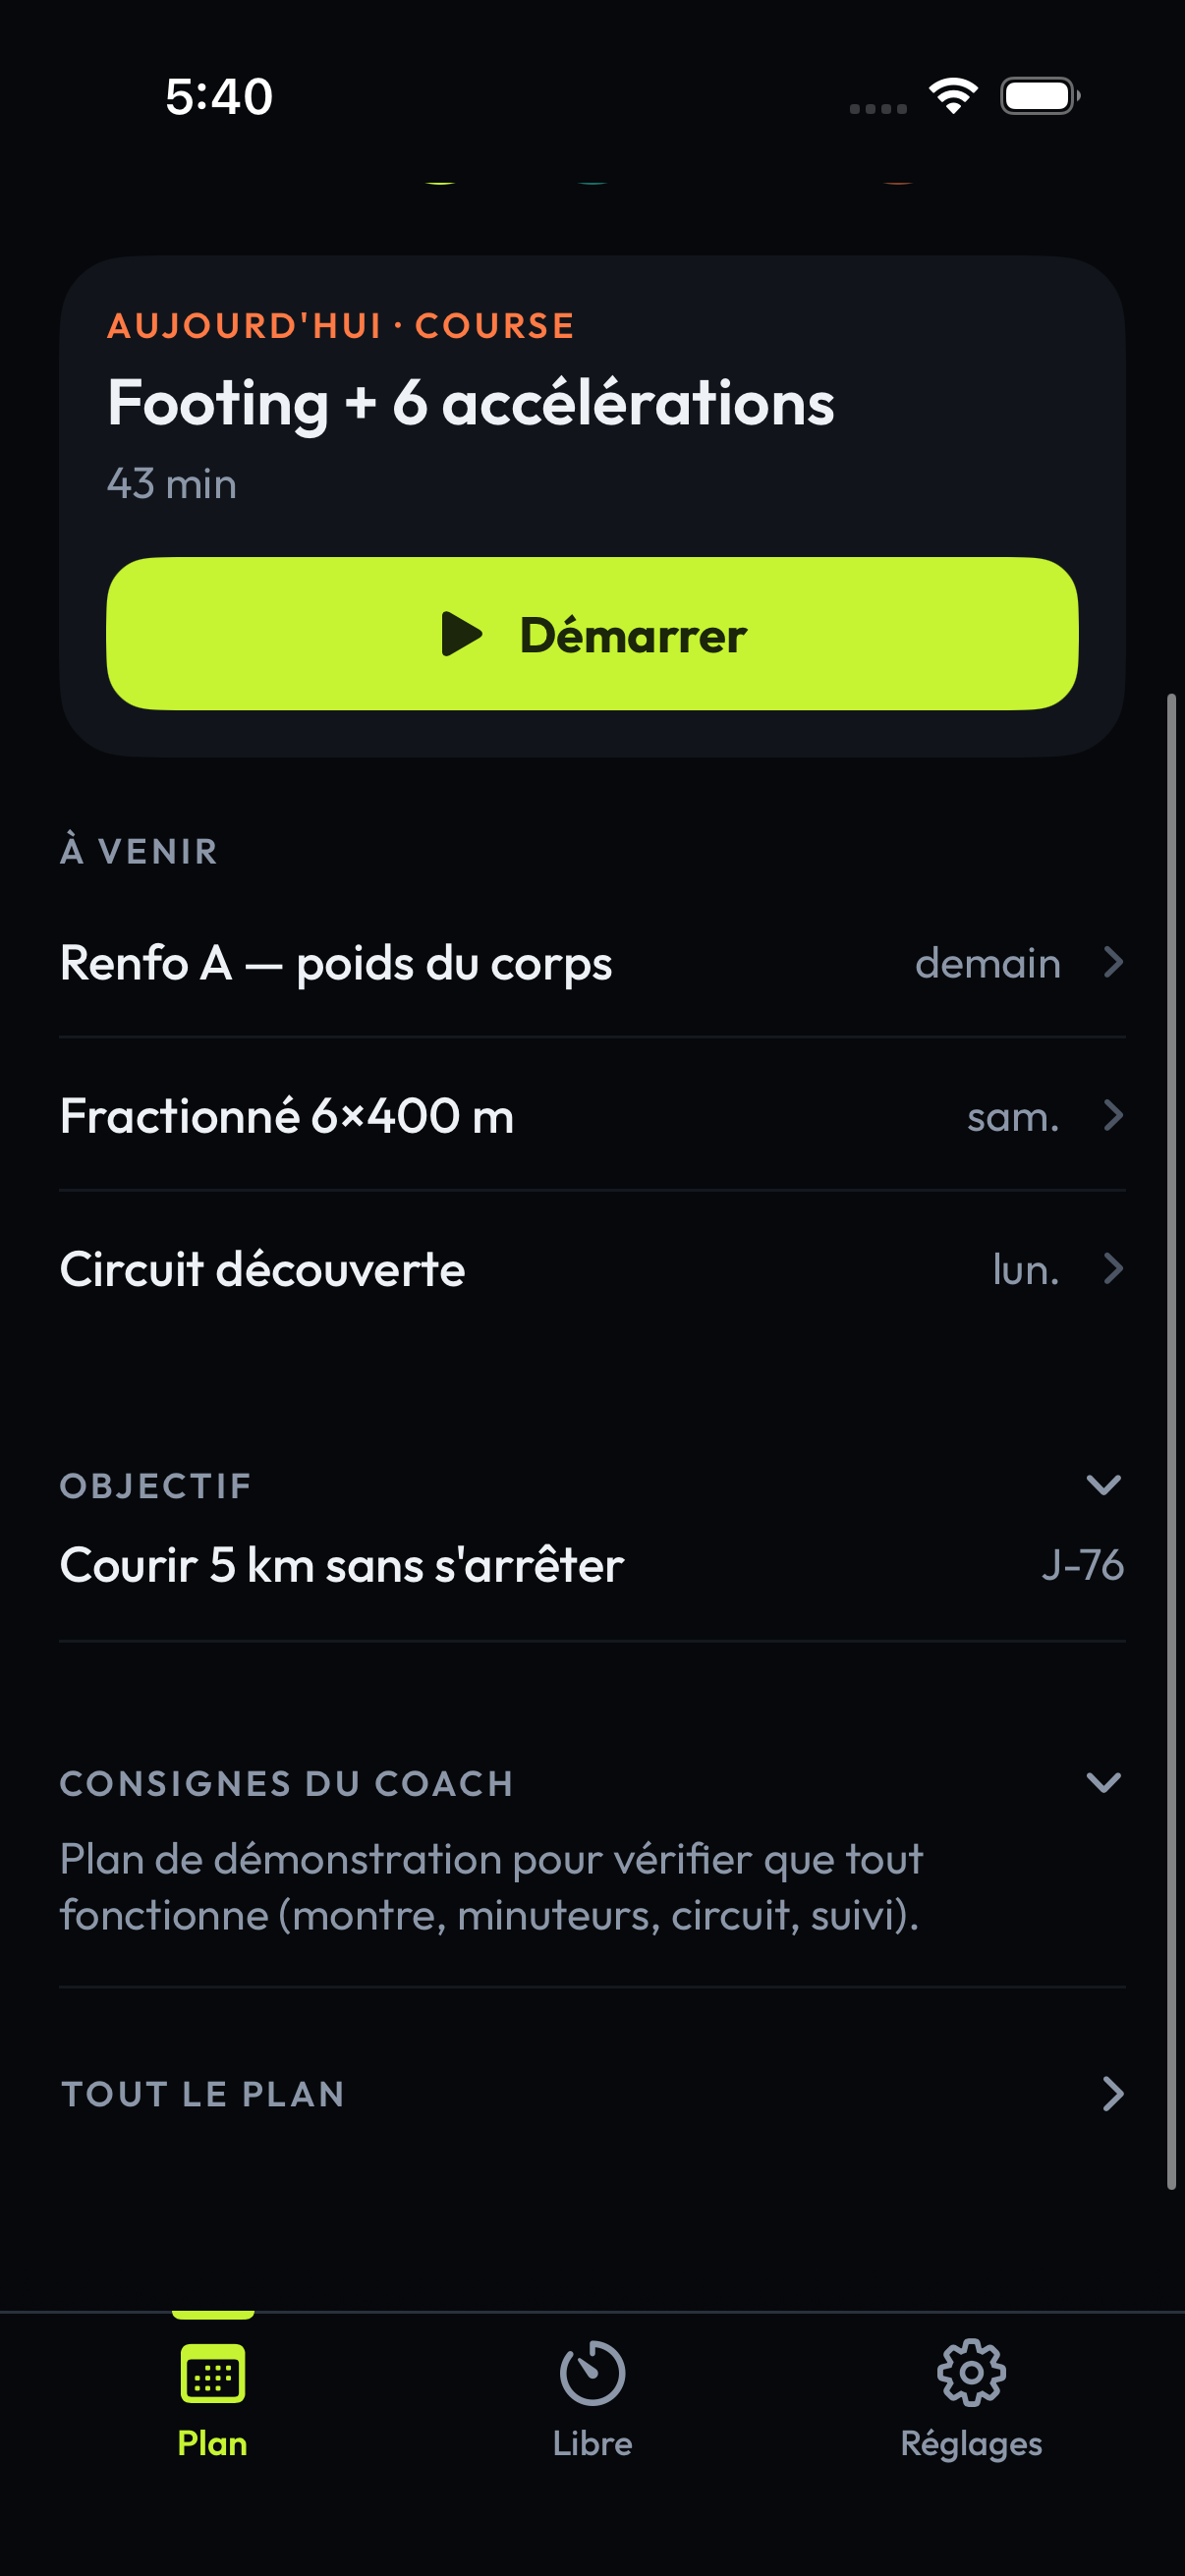 5:40
AUJOURD'HUI · COURSE
Footing + 6 accélérations
43 min
Démarrer
À VENIR
Renfo A — poids du corps demain
Fractionné 6×400 m sam.
Circuit découverte lun.
OBJECTIF
Courir 5 km sans s'arrêter J-76
CONSIGNES DU COACH
Plan de démonstration pour vérifier que tout
fonctionne (montre, minuteurs, circuit, suivi).
TOUT LE PLAN
Plan Libre Réglages